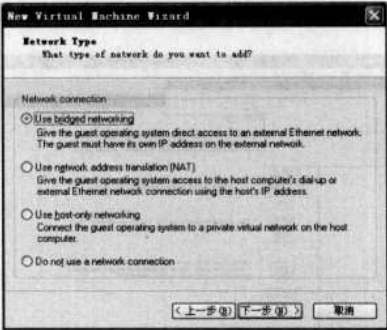 New Virtual Machine Wizard
Network Type
What type of network do you want to add?
Network connection
Use bridged networking
Give the guest operating system direct access to an external Ethernet network.
The guest must have its own IP address on the external network.
Use network address translation (NAT)
Give the guest operating system access to the host computer's dial-up or
external Ethernet network connection using the host's IP address.
Use host-only networking
Connect the guest operating system to a private virtual network on the host
computer.
Do not use a network connection
< 上一步(B) 下一步(N) > 取消